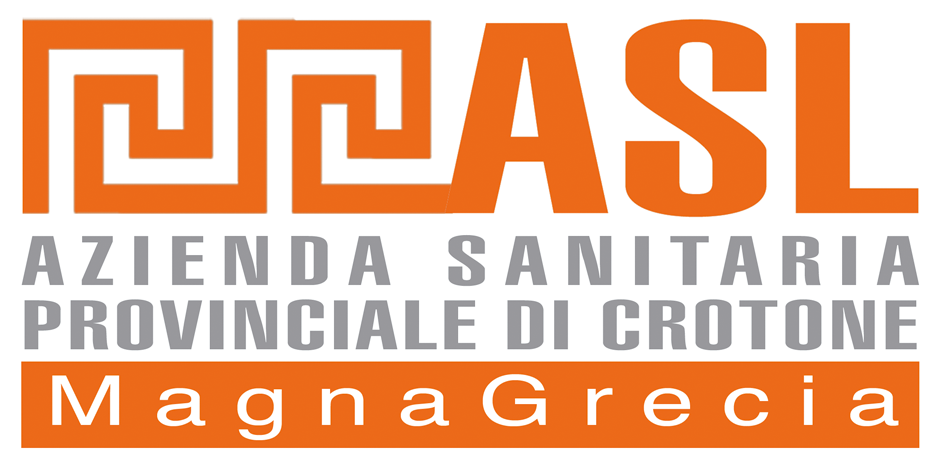 ASL
AZIENDA SANITARIA
PROVINCIALE DI CROTONE
MagnaGrecia